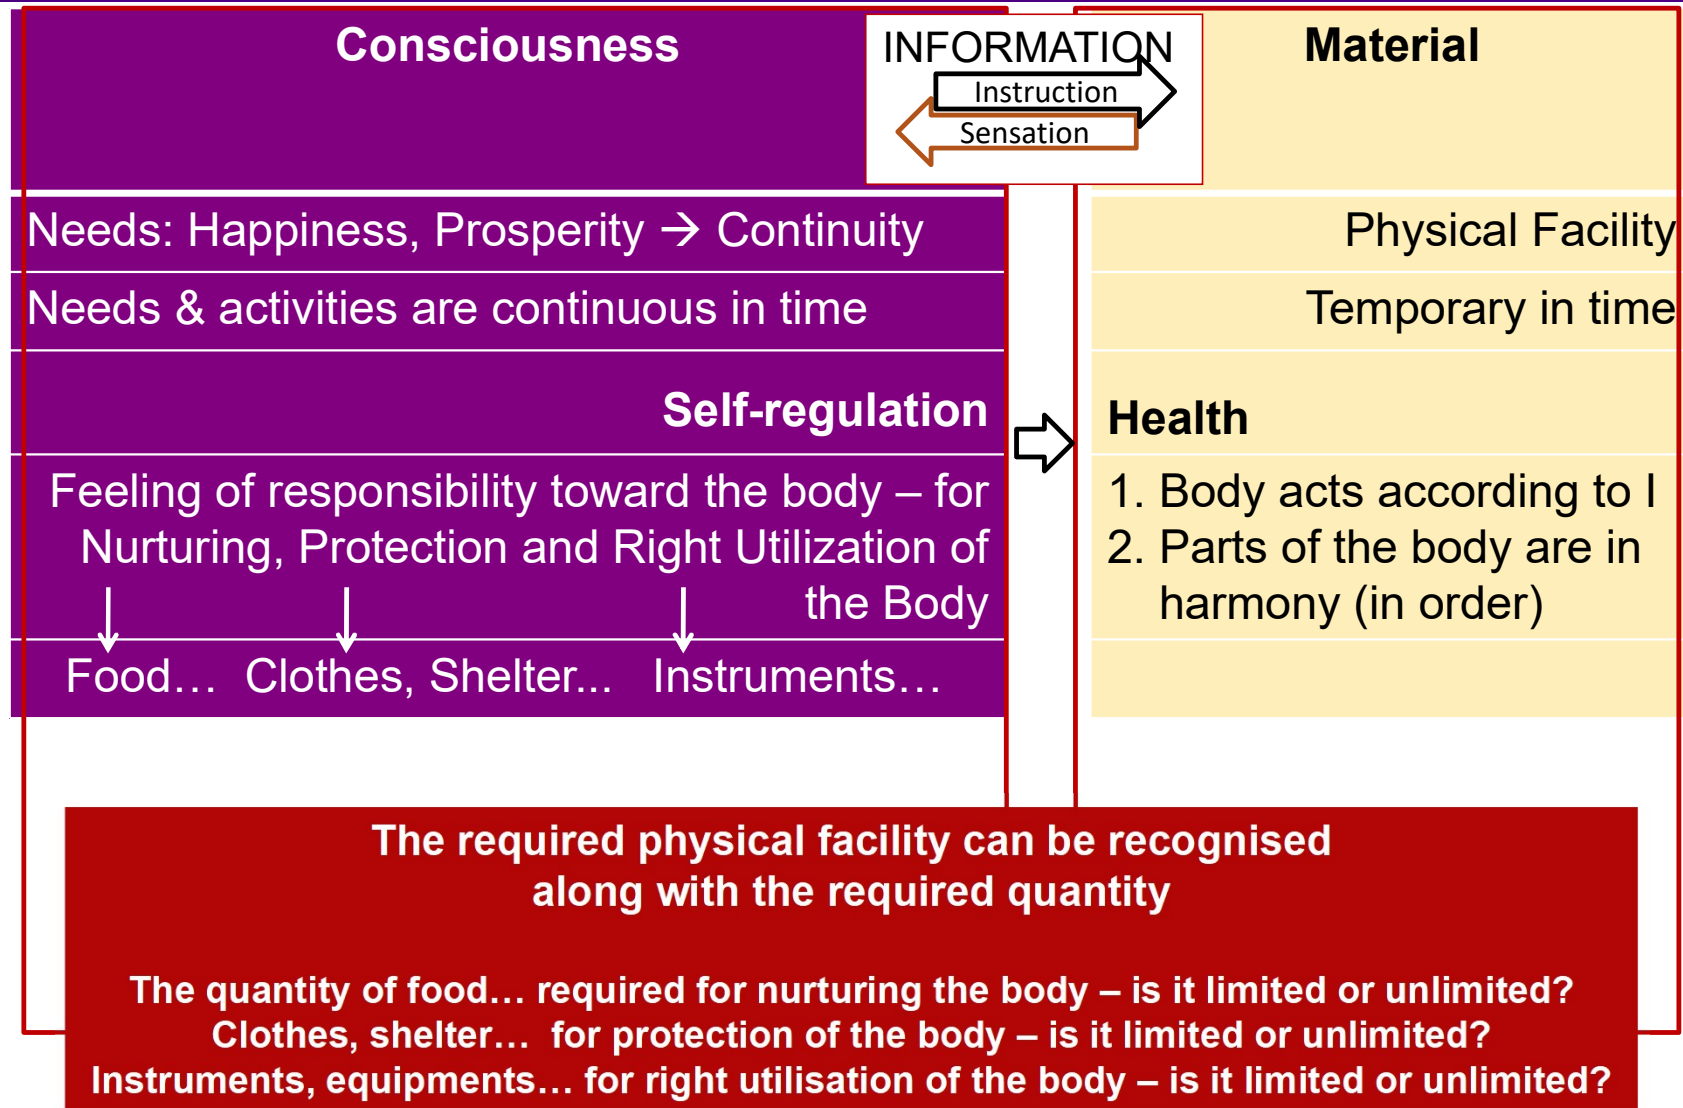 Consciousness
INFORMATION
Instruction
Sensation
Material
Needs: Happiness, Prosperity → Continuity
Physical Facility
Needs & activities are continuous in time
Temporary in time
Self-regulation
Health
Feeling of responsibility toward the body – for
Nurturing, Protection and Right Utilization of
the Body
1. Body acts according to I
2. Parts of the body are in
harmony (in order)
Food… Clothes, Shelter... Instruments…
The required physical facility can be recognised
along with the required quantity
The quantity of food… required for nurturing the body – is it limited or unlimited?
Clothes, shelter… for protection of the body – is it limited or unlimited?
Instruments, equipments… for right utilisation of the body – is it limited or unlimited?